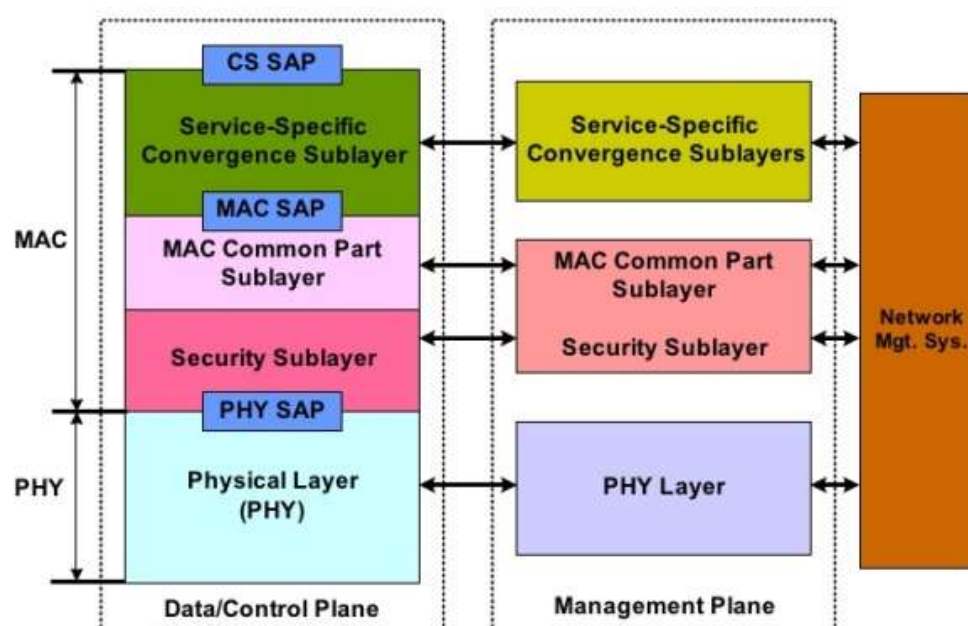 CS SAP
Service-Specific
Convergence Sublayer
MAC SAP
MAC Common Part
Sublayer
Security Sublayer
PHY SAP
Physical Layer
(PHY)
Data/Control Plane
MAC
PHY
Service-Specific
Convergence Sublayers
MAC Common Part
Sublayer
Security Sublayer
PHY Layer
Management Plane
Network
Mgt. Sys.